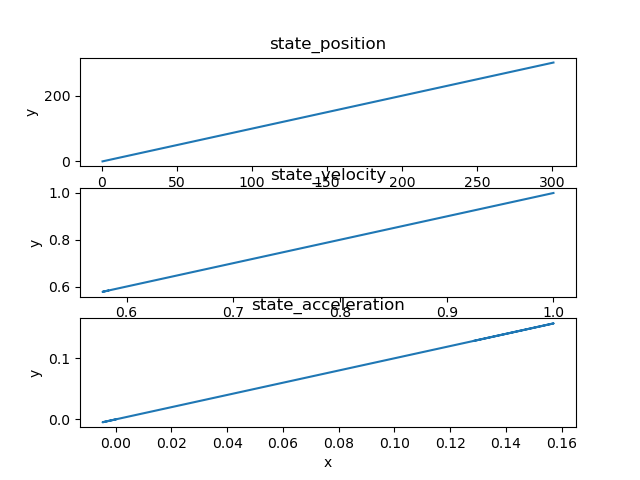 state_position
y
200
0
0 50 100 150 200 250 300
state_velocity
y
1.0
0.8
0.6
0.6 0.7 0.8 0.9 1.0
state_acceleration
y
0.1
0.0
0.00 0.02 0.04 0.06 0.08 0.10 0.12 0.14 0.16
x